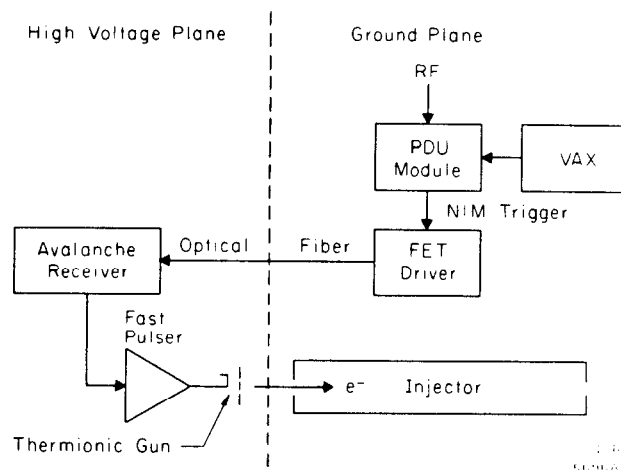 High Voltage Plane
Ground Plane
RF
PDU
Module
VAX
NIM Trigger
Avalanche
Receiver
Optical
Fiber
FET
Driver
Fast
Pulser
e⁻
Injector
Thermionic Gun